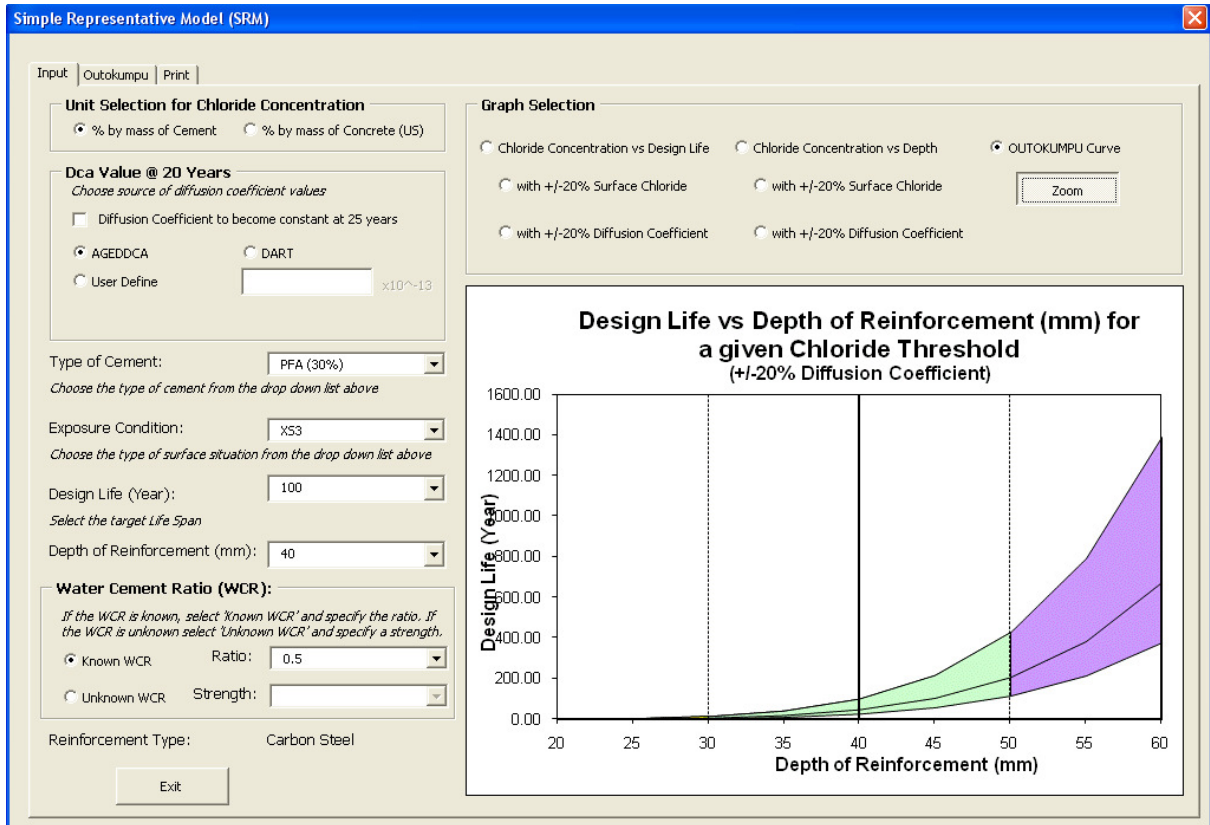 Simple Representative Model (SRM)
Input Outokumpu Print
Unit Selection for Chloride Concentration
% by mass of Cement % by mass of Concrete (US)
Dca Value @ 20 Years
Choose source of diffusion coefficient values
Diffusion Coefficient to become constant at 25 years
AGEDDCA DART
User Define x10^-13
Type of Cement: PFA (30%)
Choose the type of cement from the drop down list above
Exposure Condition: XS3
Choose the type of surface situation from the drop down list above
Design Life (Year): 100
Select the target Life Span
Depth of Reinforcement (mm): 40
Water Cement Ratio (WCR):
If the WCR is known, select 'Known WCR' and specify the ratio. If
the WCR is unknown select 'Unknown WCR' and specify a strength.
Known WCR Ratio: 0.5
Unknown WCR Strength:
Reinforcement Type: Carbon Steel
Exit
Graph Selection
Chloride Concentration vs Design Life Chloride Concentration vs Depth OUTOKUMPU Curve
with +/-20% Surface Chloride with +/-20% Surface Chloride Zoom
with +/-20% Diffusion Coefficient with +/-20% Diffusion Coefficient
Design Life vs Depth of Reinforcement (mm) for
a given Chloride Threshold
(+/-20% Diffusion Coefficient)
Design Life (Year)
1600.00
1400.00
1200.00
1000.00
800.00
600.00
400.00
200.00
0.00
20 25 30 35 40 45 50 55 60
Depth of Reinforcement (mm)